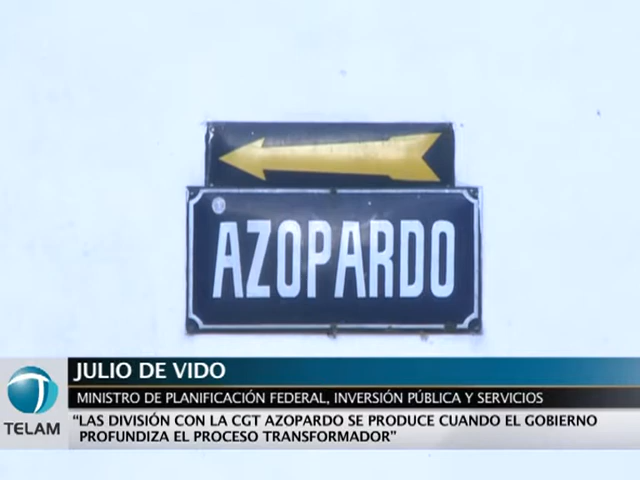 AZOPARDO
JULIO DE VIDO
MINISTRO DE PLANIFICACIÓN FEDERAL, INVERSIÓN PÚBLICA Y SERVICIOS
TELAM
“LAS DIVISIÓN CON LA CGT AZOPARDO SE PRODUCE CUANDO EL GOBIERNO
PROFUNDIZA EL PROCESO TRANSFORMADOR”